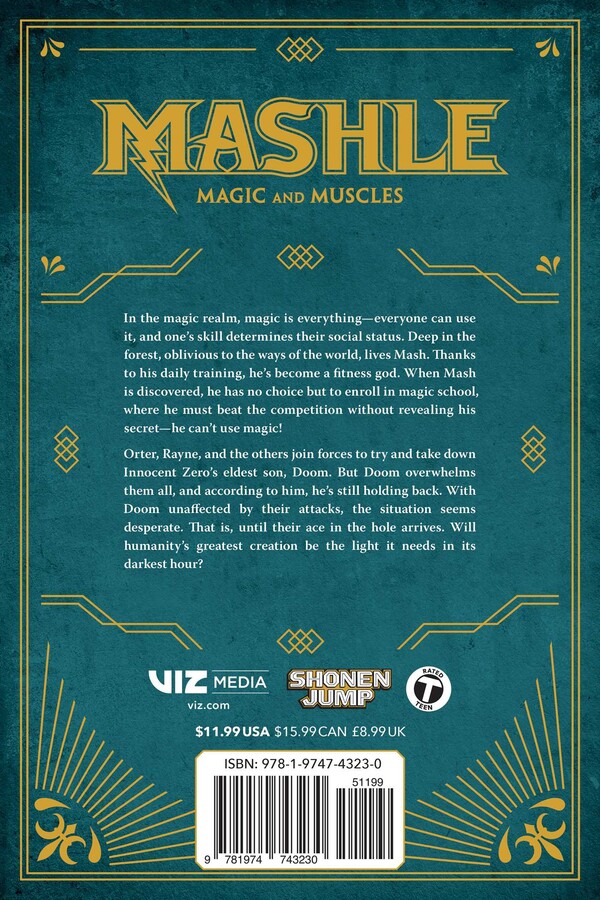 MASHLE
MAGIC AND MUSCLES
In the magic realm, magic is everything—everyone can use
it, and one's skill determines their social status. Deep in the
forest, oblivious to the ways of the world, lives Mash. Thanks
to his daily training, he's become a fitness god. When Mash
is discovered, he has no choice but to enroll in magic school,
where he must beat the competition without revealing his
secret—he can't use magic!
Orter, Rayne, and the others join forces to try and take down
Innocent Zero's eldest son, Doom. But Doom overwhelms
them all, and according to him, he's still holding back. With
Doom unaffected by their attacks, the situation seems
desperate. That is, until their ace in the hole arrives. Will
humanity's greatest creation be the light it needs in its
darkest hour?
VIZ MEDIA
viz.com
SHONEN
JUMP
RATED
T
TEEN
$11.99 USA $15.99 CAN £8.99 UK
ISBN: 978-1-9747-4323-0
51199
9 781974 743230